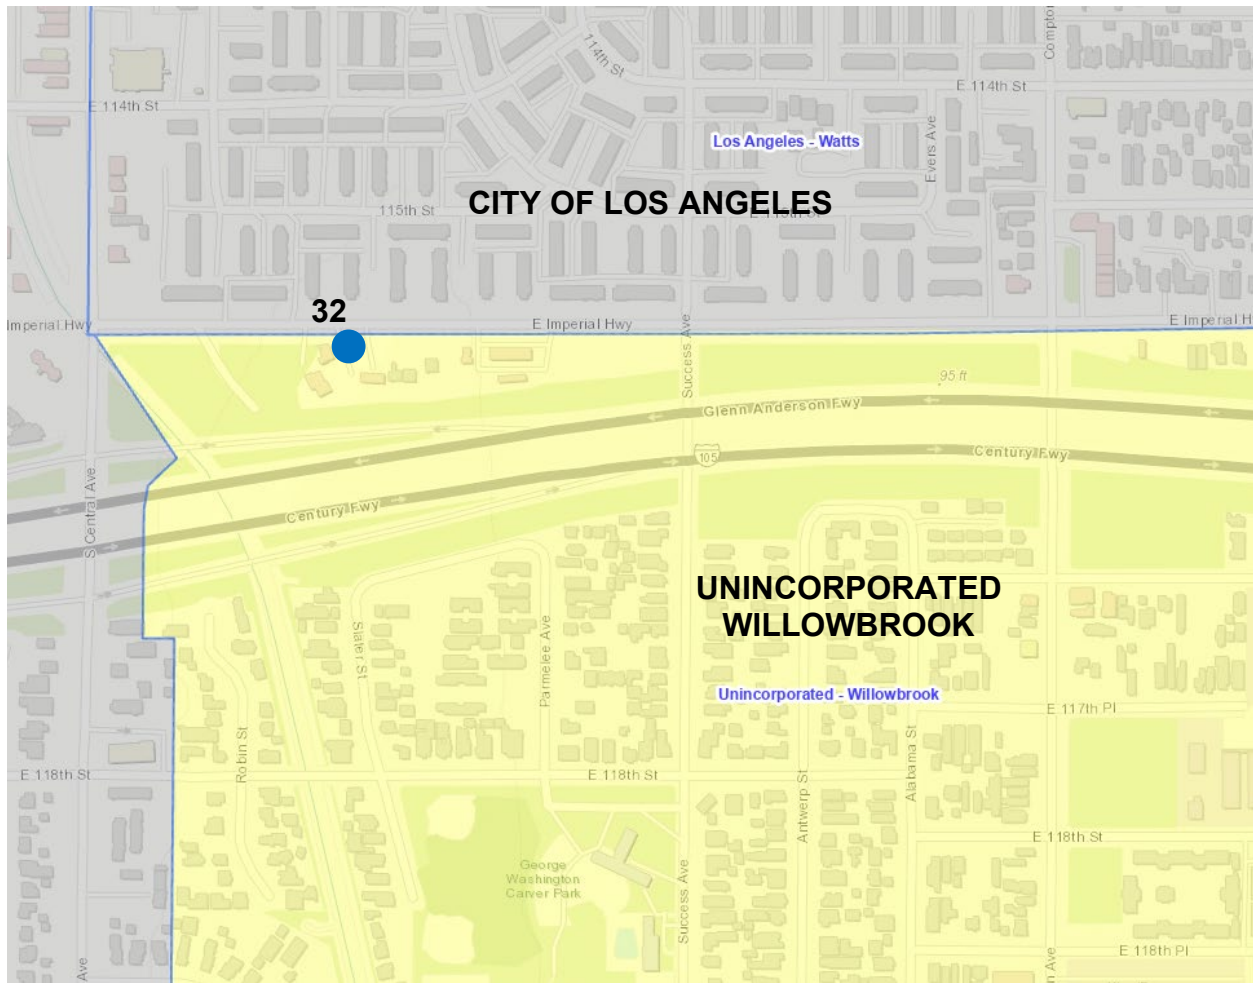 Compton
114th St
E 114th St
E 114th St
Los Angeles - Watts
Evers Ave
CITY OF LOS ANGELES
115th St
E 115th St
32
Imperial Hwy
E Imperial Hwy
E Imperial H
Success Ave
95 ft
Glenn Anderson Fwy
105
Century Fwy
Century Fwy
S Central Ave
UNINCORPORATED
WILLOWBROOK
Slater St
Parmelee Ave
Unincorporated - Willowbrook
E 117th Pl
Robin St
Alabama St
E 118th St
E 118th St
Antwerp St
E 118th St
George
Washington
Carver Park
Success Ave
E 118th Pl
Ave
n Ave